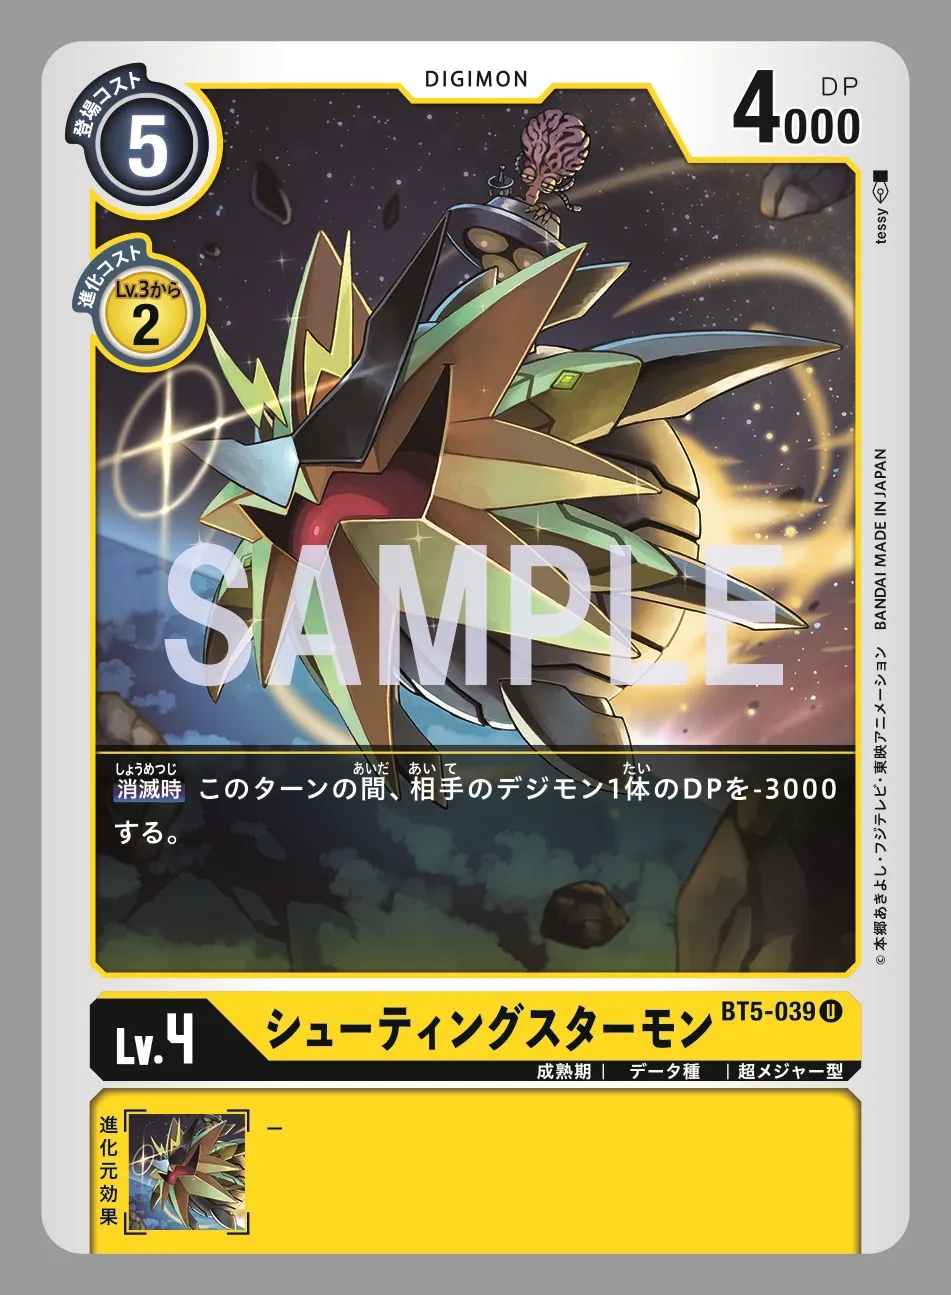 DIGIMON
登場コスト
5
4000
DP
進化コスト
Lv.3から
2
tessy
SAMPLE
BANDAI MADE IN JAPAN
©本郷あきよし・フジテレビ・東映アニメーション
しょうめつじ あいだ あいて たい
消滅時 このターンの間、相手のデジモン1体のDPを-3000
する。
Lv.4
シューティングスターモン
BT5-039 U
成熟期 | データ種 | 超メジャー型
進化元効果
－